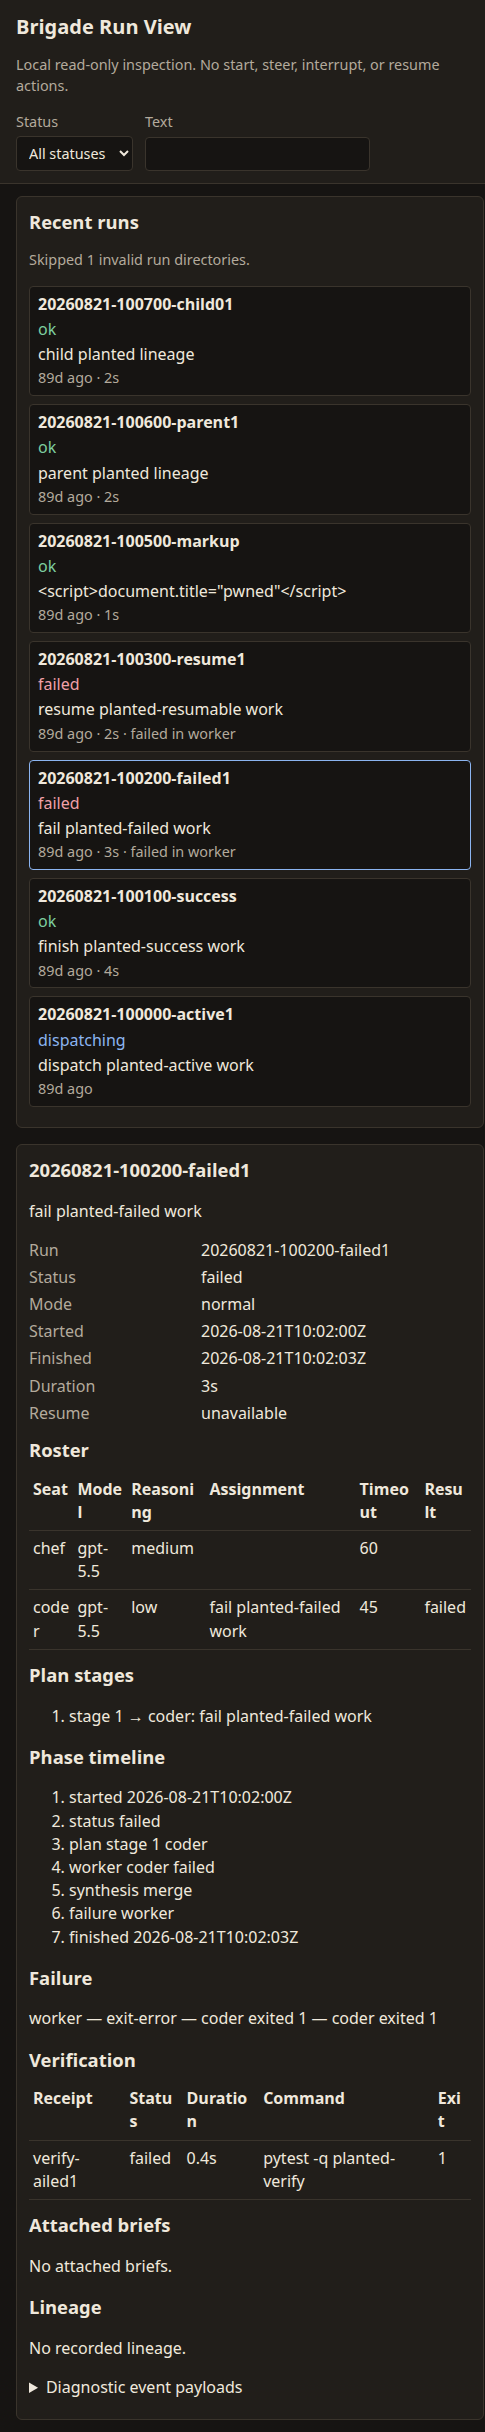 Brigade Run View
Local read-only inspection. No start, steer, interrupt, or resume
actions.
Status Text
All statuses
Recent runs
Skipped 1 invalid run directories.
20260821-100700-child01
ok
child planted lineage
89d ago · 2s
20260821-100600-parent1
ok
parent planted lineage
89d ago · 2s
20260821-100500-markup
ok
<script>document.title="pwned"</script>
89d ago · 1s
20260821-100300-resume1
failed
resume planted-resumable work
89d ago · 2s · failed in worker
20260821-100200-failed1
failed
fail planted-failed work
89d ago · 3s · failed in worker
20260821-100100-success
ok
finish planted-success work
89d ago · 4s
20260821-100000-active1
dispatching
dispatch planted-active work
89d ago
20260821-100200-failed1
fail planted-failed work
Run 20260821-100200-failed1
Status failed
Mode normal
Started 2026-08-21T10:02:00Z
Finished 2026-08-21T10:02:03Z
Duration 3s
Resume unavailable
Roster
Seat Mode Reasoni Assignment Timeo Resu
l ng ut lt
chef gpt- medium 60
5.5
code gpt- low fail planted-failed 45 failed
r 5.5 work
Plan stages
1. stage 1 → coder: fail planted-failed work
Phase timeline
1. started 2026-08-21T10:02:00Z
2. status failed
3. plan stage 1 coder
4. worker coder failed
5. synthesis merge
6. failure worker
7. finished 2026-08-21T10:02:03Z
Failure
worker — exit-error — coder exited 1 — coder exited 1
Verification
Receipt Statu Duratio Command Exi
s n t
verify- failed 0.4s pytest -q planted- 1
ailed1 verify
Attached briefs
No attached briefs.
Lineage
No recorded lineage.
▶ Diagnostic event payloads